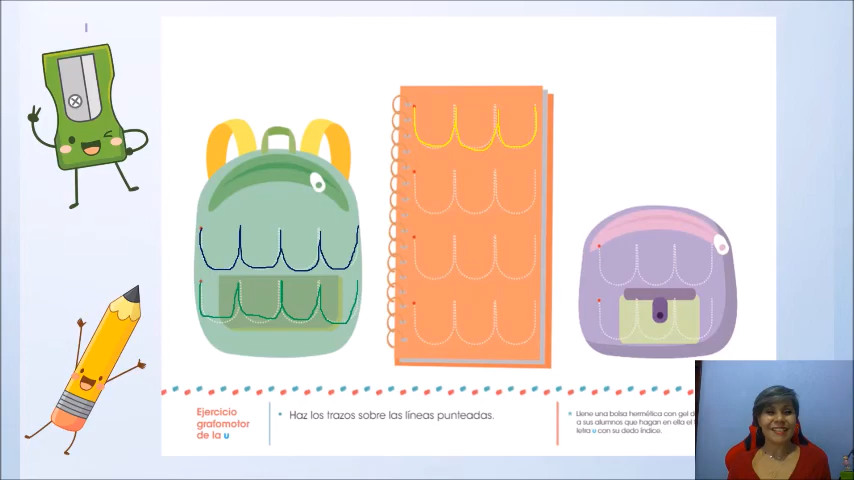 Ejercicio
grafomotor
de la u
• Haz los trazos sobre las líneas punteadas.
Llene una bolsa hermética con gel
a sus alumnos que hagan en ella el
letra u con su dedo índice.